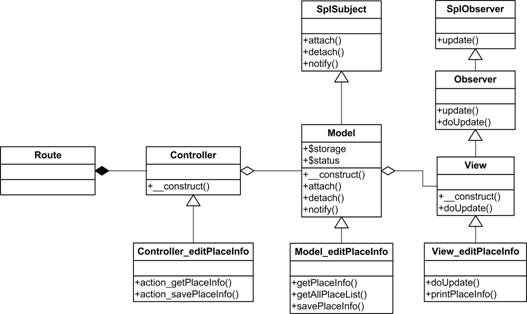 SplSubject
+attach()
+detach()
+notify()
SplObserver
+update()
Observer
+update()
+doUpdate()
Route
Controller
+__construct()
Model
+$storage
+$status
+__construct()
+attach()
+detach()
+notify()
View
+__construct()
+doUpdate()
Controller_editPlaceInfo
+action_getPlaceInfo()
+action_savePlaceInfo()
Model_editPlaceInfo
+getPlaceInfo()
+getAllPlaceList()
+savePlaceInfo()
View_editPlaceInfo
+doUpdate()
+printPlaceInfo()